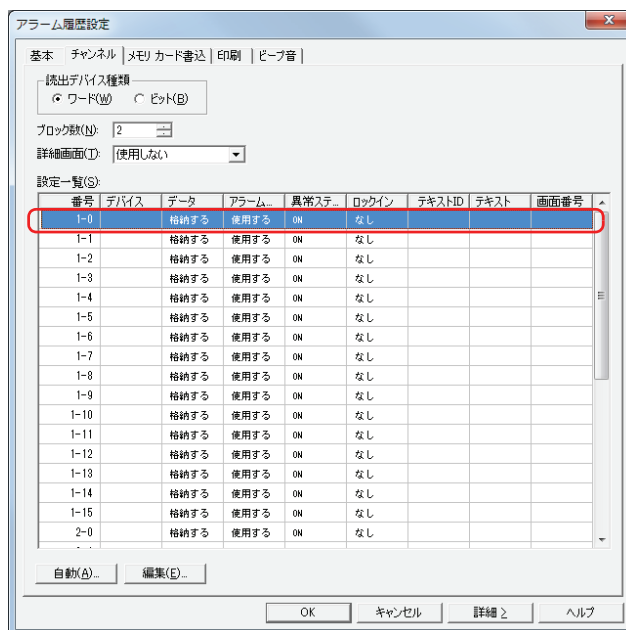 アラーム履歴設定
基本 チャンネル メモリ カード書込 印刷 ビープ音
読出デバイス種類
ワード(W) ビット(B)
ブロック数(N): 2
詳細画面(T): 使用しない
設定一覧(S):
番号 デバイス データ アラーム... 異常ステ... ロックイン テキストID テキスト 画面番号
1-0 格納する 使用する ON なし
1-1 格納する 使用する ON なし
1-2 格納する 使用する ON なし
1-3 格納する 使用する ON なし
1-4 格納する 使用する ON なし
1-5 格納する 使用する ON なし
1-6 格納する 使用する ON なし
1-7 格納する 使用する ON なし
1-8 格納する 使用する ON なし
1-9 格納する 使用する ON なし
1-10 格納する 使用する ON なし
1-11 格納する 使用する ON なし
1-12 格納する 使用する ON なし
1-13 格納する 使用する ON なし
1-14 格納する 使用する ON なし
1-15 格納する 使用する ON なし
2-0 格納する 使用する ON なし
自動(A)... 編集(E)...
OK キャンセル 詳細 ≥ ヘルプ